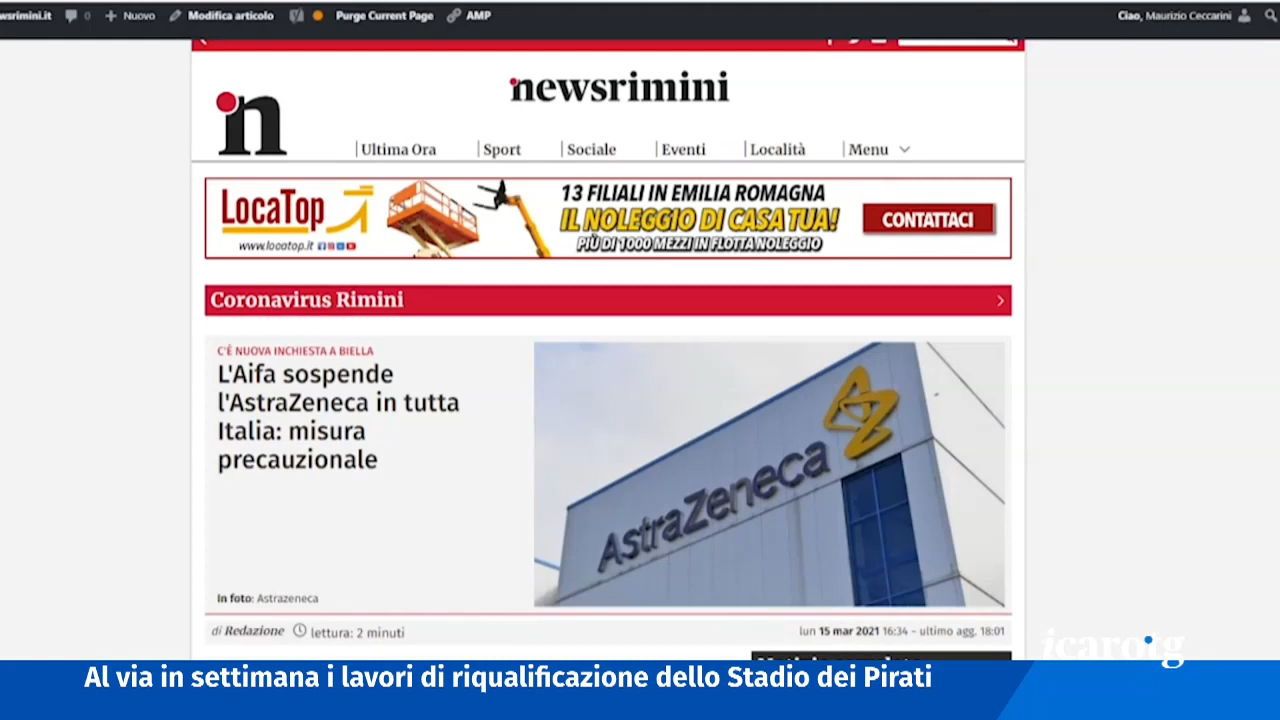 wsrimini.it 0 Nuovo Modifica articolo Purge Current Page AMP Ciao, Maurizio Ceccarini
newsrimini
n
Ultima Ora Sport Sociale Eventi Località Menu
LOCATOP
www.locatop.it
13 FILIALI IN EMILIA ROMAGNA
IL NOLEGGIO DI CASA TUA!
PIÙ DI 1000 MEZZI IN FLOTTA NOLEGGIO
CONTATTACI
Coronavirus Rimini
C'È NUOVA INCHIESTA A BIELLA
L'Aifa sospende
l'AstraZeneca in tutta
Italia: misura
precauzionale
AstraZeneca
In foto: Astrazeneca
di Redazione lettura: 2 minuti
lun 15 mar 2021 16:34 - ultimo agg. 18:01
icarotg
Al via in settimana i lavori di riqualificazione dello Stadio dei Pirati